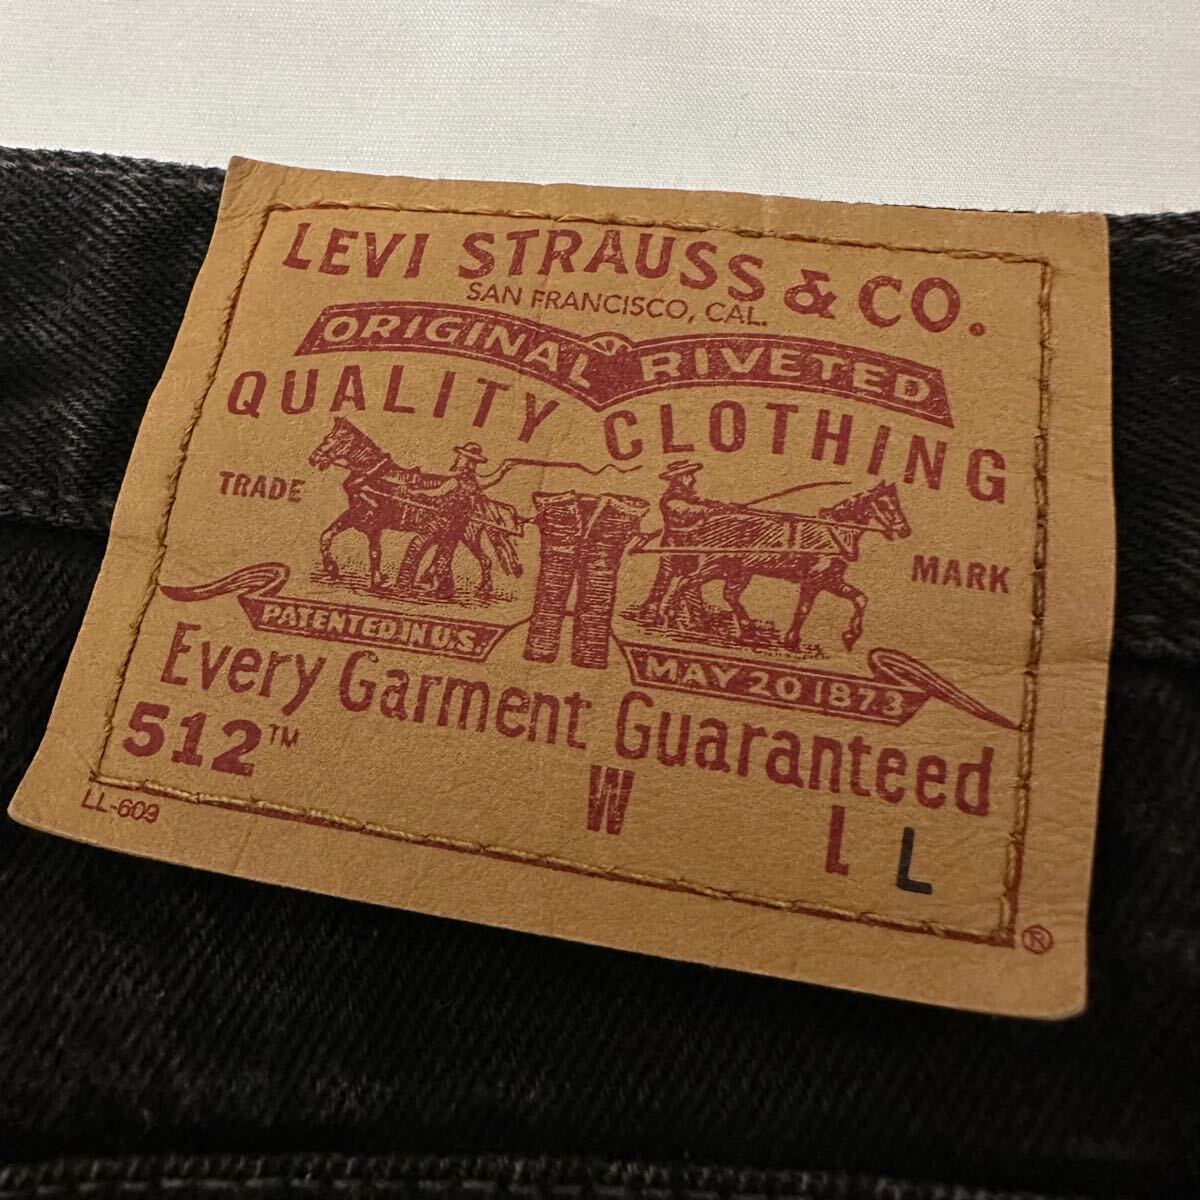 LEVI STRAUSS & CO.
SAN FRANCISCO, CAL.
ORIGINAL RIVETED
QUALITY CLOTHING
TRADE MARK
PATENTED IN U.S. MAY 20 1873
Every Garment Guaranteed
512™
W L L
LL-609
®